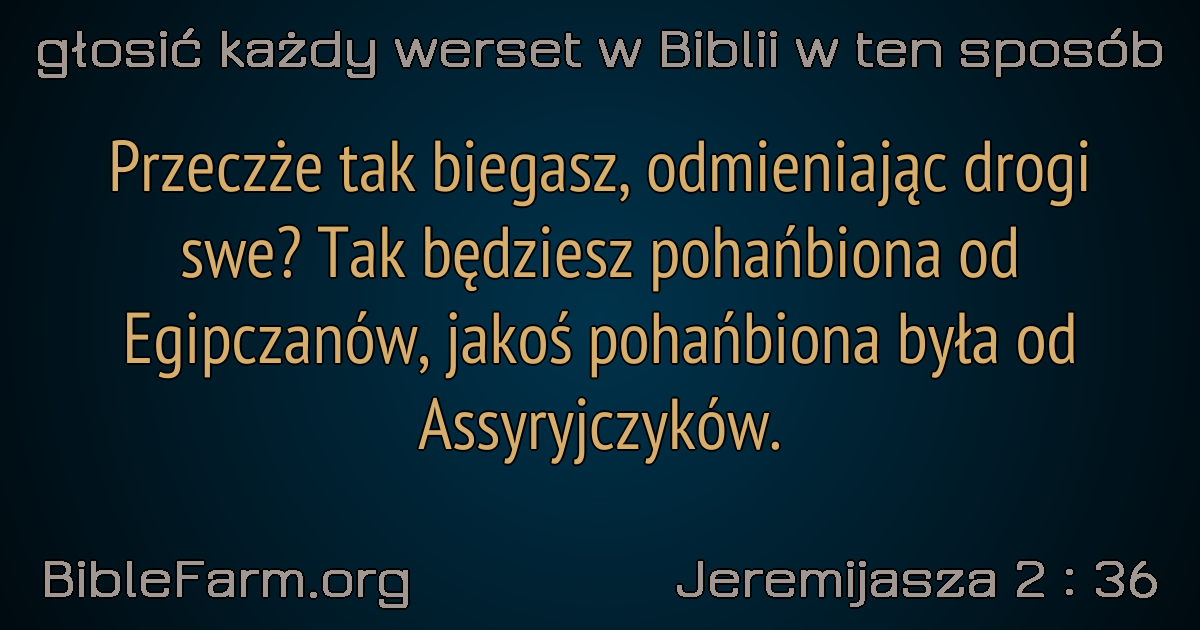 głosić każdy werset w Biblii w ten sposób
Przeczże tak biegasz, odmieniając drogi
swe? Tak będziesz pohańbiona od
Egipczanów, jakoś pohańbiona była od
Assyryjczyków.
BibleFarm.org
Jeremijasza 2 : 36